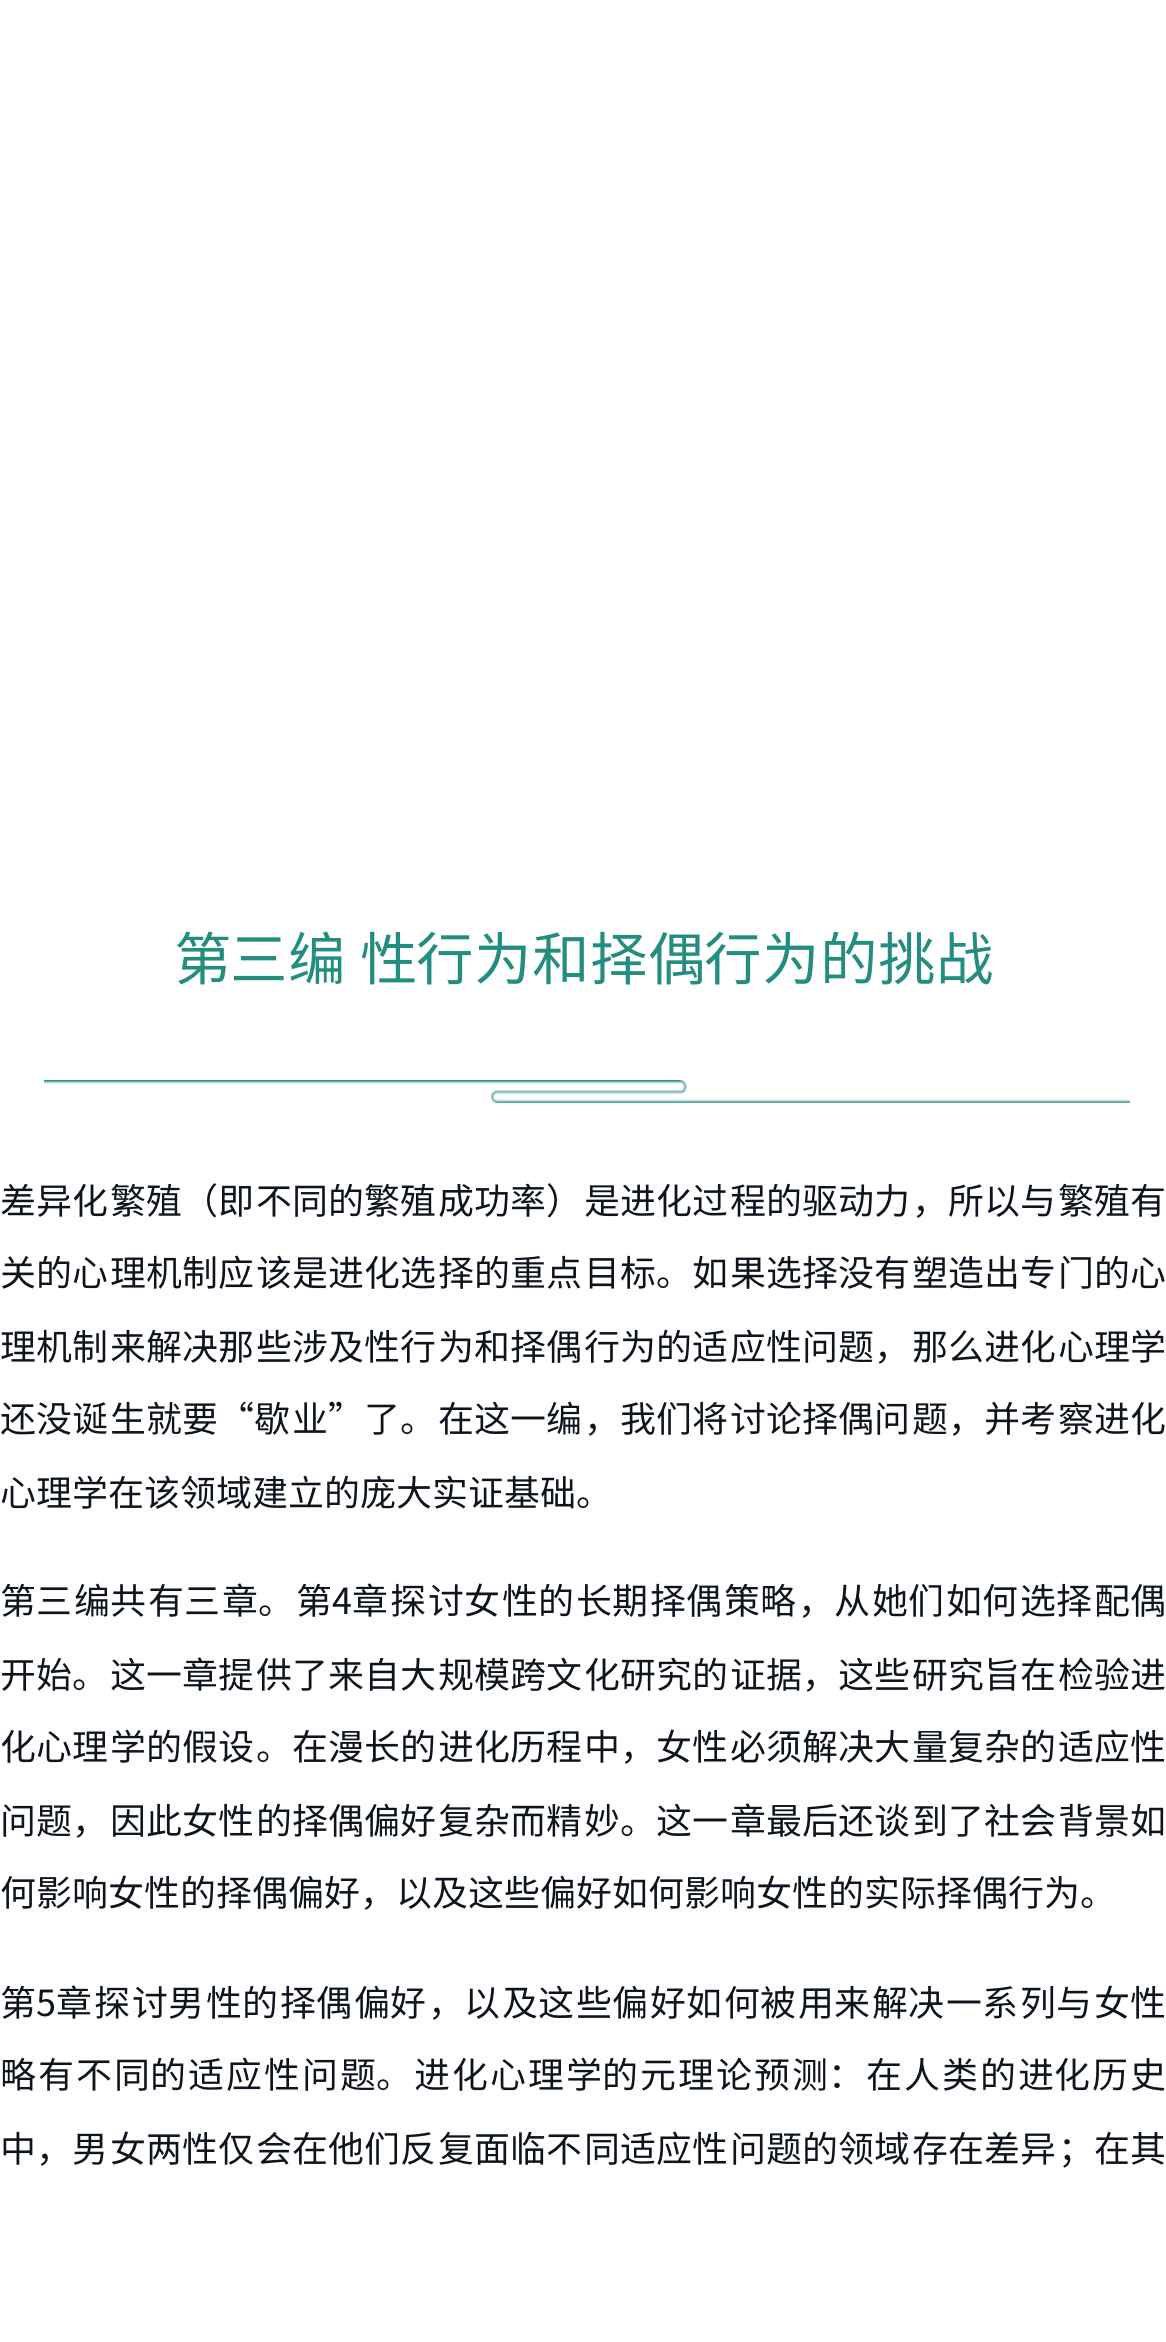 第三编 性行为和择偶行为的挑战
差异化繁殖（即不同的繁殖成功率）是进化过程的驱动力，所以与繁殖有
关的心理机制应该是进化选择的重点目标。如果选择没有塑造出专门的心
理机制来解决那些涉及性行为和择偶行为的适应性问题，那么进化心理学
还没诞生就要“歇业”了。在这一编，我们将讨论择偶问题，并考察进化
心理学在该领域建立的庞大实证基础。
第三编共有三章。第4章探讨女性的长期择偶策略，从她们如何选择配偶
开始。这一章提供了来自大规模跨文化研究的证据，这些研究旨在检验进
化心理学的假设。在漫长的进化历程中，女性必须解决大量复杂的适应性
问题，因此女性的择偶偏好复杂而精妙。这一章最后还谈到了社会背景如
何影响女性的择偶偏好，以及这些偏好如何影响女性的实际择偶行为。
第5章探讨男性的择偶偏好，以及这些偏好如何被用来解决一系列与女性
略有不同的适应性问题。进化心理学的元理论预测：在人类的进化历史
中，男女两性仅会在他们反复面临不同适应性问题的领域存在差异；在其